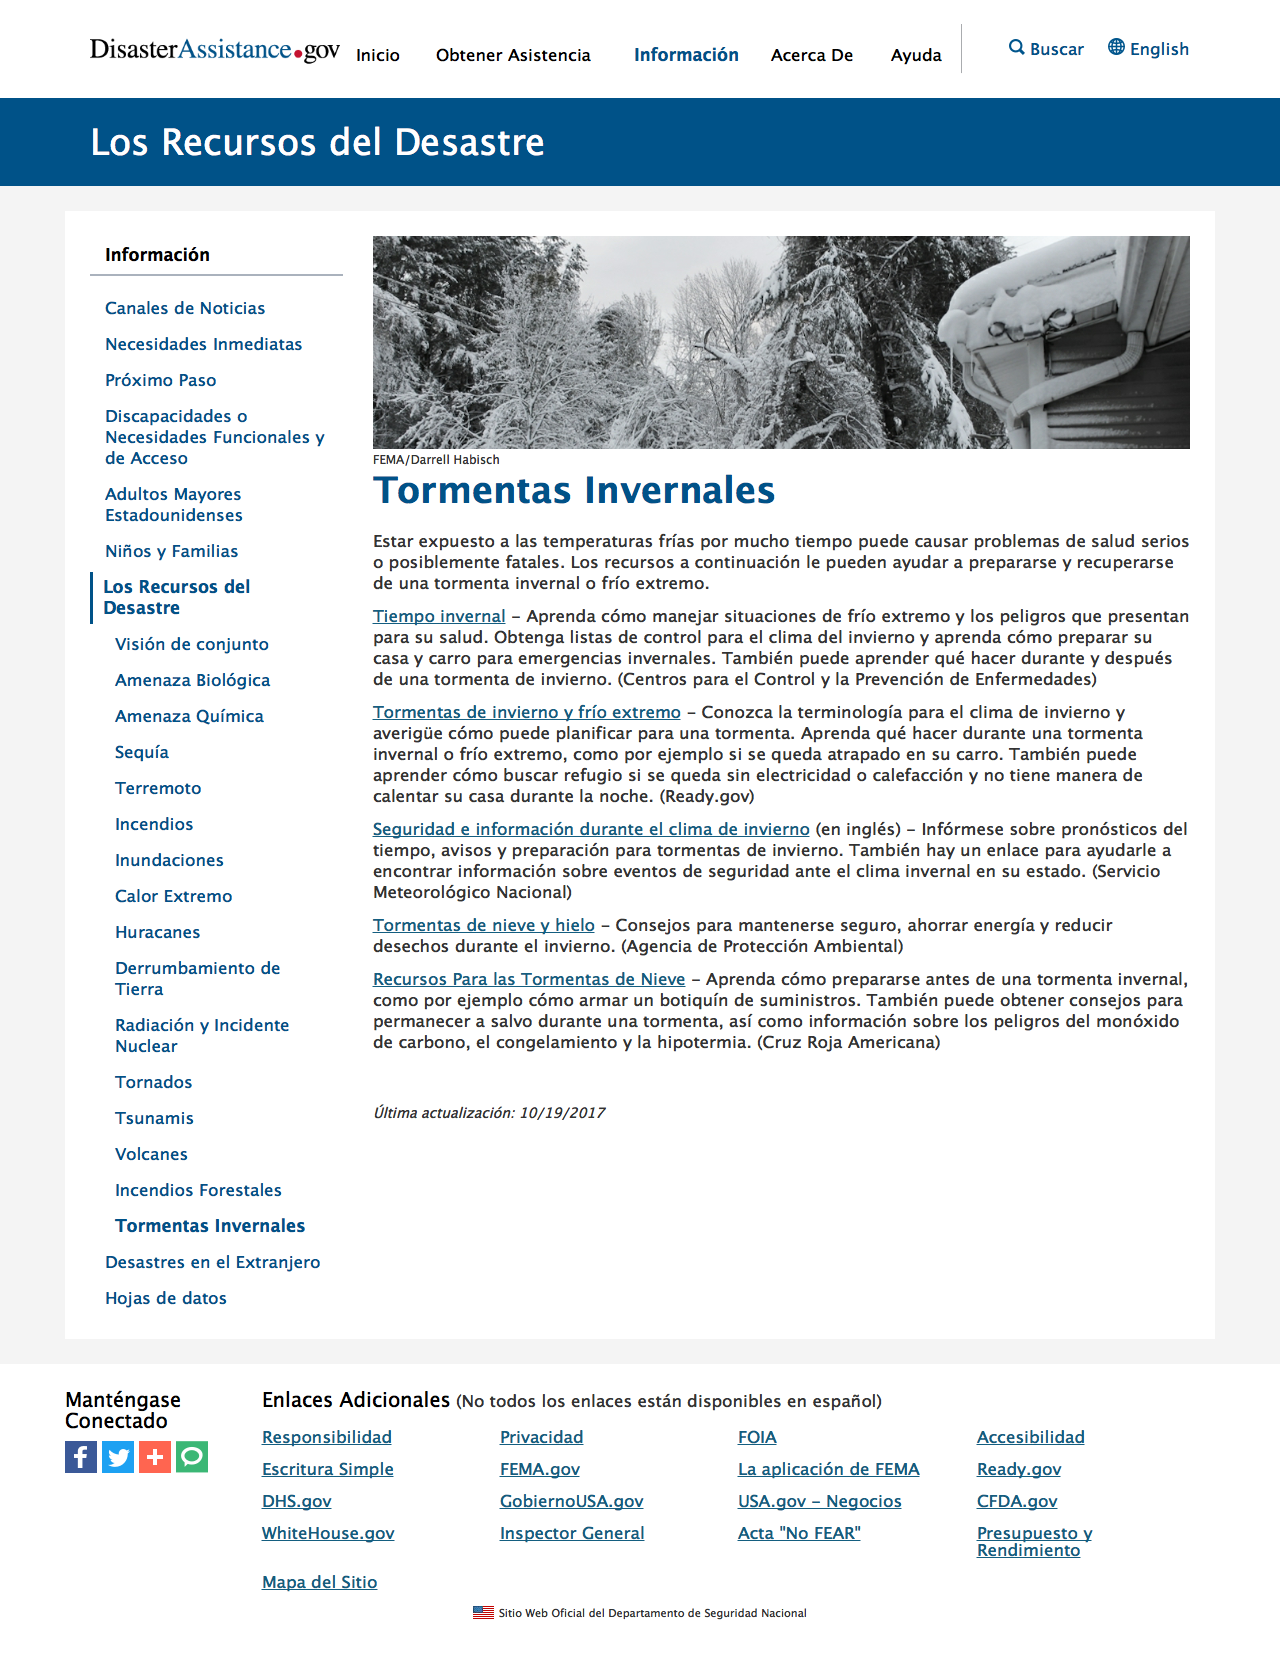 DisasterAssistance.gov
Inicio
Obtener Asistencia
Información
Acerca De
Ayuda
Buscar
English
Los Recursos del Desastre
Información
Canales de Noticias
Necesidades Inmediatas
Próximo Paso
Discapacidades o
Necesidades Funcionales y
de Acceso
Adultos Mayores
Estadounidenses
Niños y Familias
Los Recursos del
Desastre
Visión de conjunto
Amenaza Biológica
Amenaza Química
Sequía
Terremoto
Incendios
Inundaciones
Calor Extremo
Huracanes
Derrumbamiento de
Tierra
Radiación y Incidente
Nuclear
Tornados
Tsunamis
Volcanes
Incendios Forestales
Tormentas Invernales
Desastres en el Extranjero
Hojas de datos
FEMA/Darrell Habisch
Tormentas Invernales
Estar expuesto a las temperaturas frías por mucho tiempo puede causar problemas de salud serios
o posiblemente fatales. Los recursos a continuación le pueden ayudar a prepararse y recuperarse
de una tormenta invernal o frío extremo.
Tiempo invernal – Aprenda cómo manejar situaciones de frío extremo y los peligros que presentan
para su salud. Obtenga listas de control para el clima del invierno y aprenda cómo preparar su
casa y carro para emergencias invernales. También puede aprender qué hacer durante y después
de una tormenta de invierno. (Centros para el Control y la Prevención de Enfermedades)
Tormentas de invierno y frío extremo – Conozca la terminología para el clima de invierno y
averigüe cómo puede planificar para una tormenta. Aprenda qué hacer durante una tormenta
invernal o frío extremo, como por ejemplo si se queda atrapado en su carro. También puede
aprender cómo buscar refugio si se queda sin electricidad o calefacción y no tiene manera de
calentar su casa durante la noche. (Ready.gov)
Seguridad e información durante el clima de invierno (en inglés) – Infórmese sobre pronósticos del
tiempo, avisos y preparación para tormentas de invierno. También hay un enlace para ayudarle a
encontrar información sobre eventos de seguridad ante el clima invernal en su estado. (Servicio
Meteorológico Nacional)
Tormentas de nieve y hielo – Consejos para mantenerse seguro, ahorrar energía y reducir
desechos durante el invierno. (Agencia de Protección Ambiental)
Recursos Para las Tormentas de Nieve – Aprenda cómo prepararse antes de una tormenta invernal,
como por ejemplo cómo armar un botiquín de suministros. También puede obtener consejos para
permanecer a salvo durante una tormenta, así como información sobre los peligros del monóxido
de carbono, el congelamiento y la hipotermia. (Cruz Roja Americana)
Última actualización: 10/19/2017
Manténgase
Conectado
Enlaces Adicionales (No todos los enlaces están disponibles en español)
Responsibilidad
Privacidad
FOIA
Accesibilidad
Escritura Simple
FEMA.gov
La aplicación de FEMA
Ready.gov
DHS.gov
GobiernoUSA.gov
USA.gov – Negocios
CFDA.gov
WhiteHouse.gov
Inspector General
Acta "No FEAR"
Presupuesto y
Rendimiento
Mapa del Sitio
Sitio Web Oficial del Departamento de Seguridad Nacional